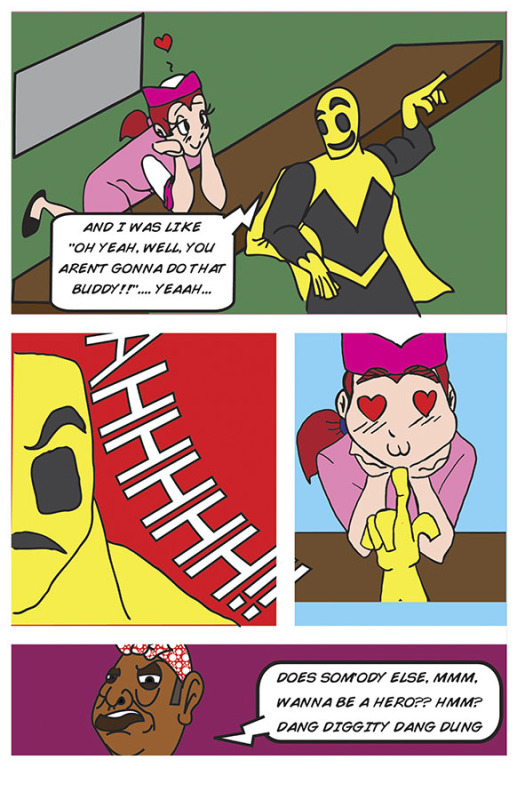 AND I WAS LIKE
"OH YEAH, WELL, YOU
ARENT GONNA DO THAT
BUDDY!!".... YEAAH...
AHHHHHHH!!
DOES SOM'ODY ELSE, MMM,
WANNA BE A HERO?? HMM?
DANG DIGGITY DANG DUNG